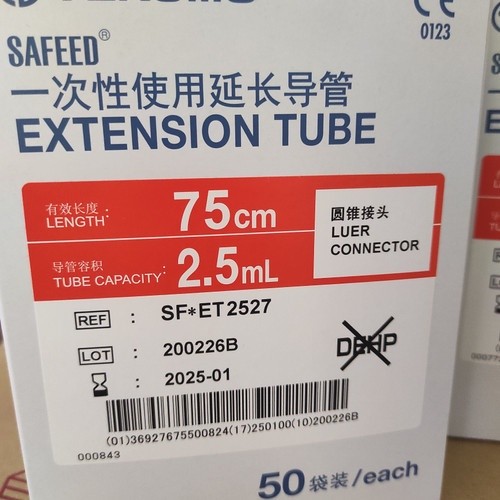 SAFEED®
CE
0123
一次性使用延长导管
EXTENSION TUBE
有效长度:
LENGTH:
75cm
导管容积
TUBE CAPACITY:
2.5mL
圆锥接头
LUER
CONNECTOR
REF : SF*ET2527
LOT : 200226B
: 2025-01
DEHP
(01)36927675500824(17)250100(10)200226B
000843
50袋装/each